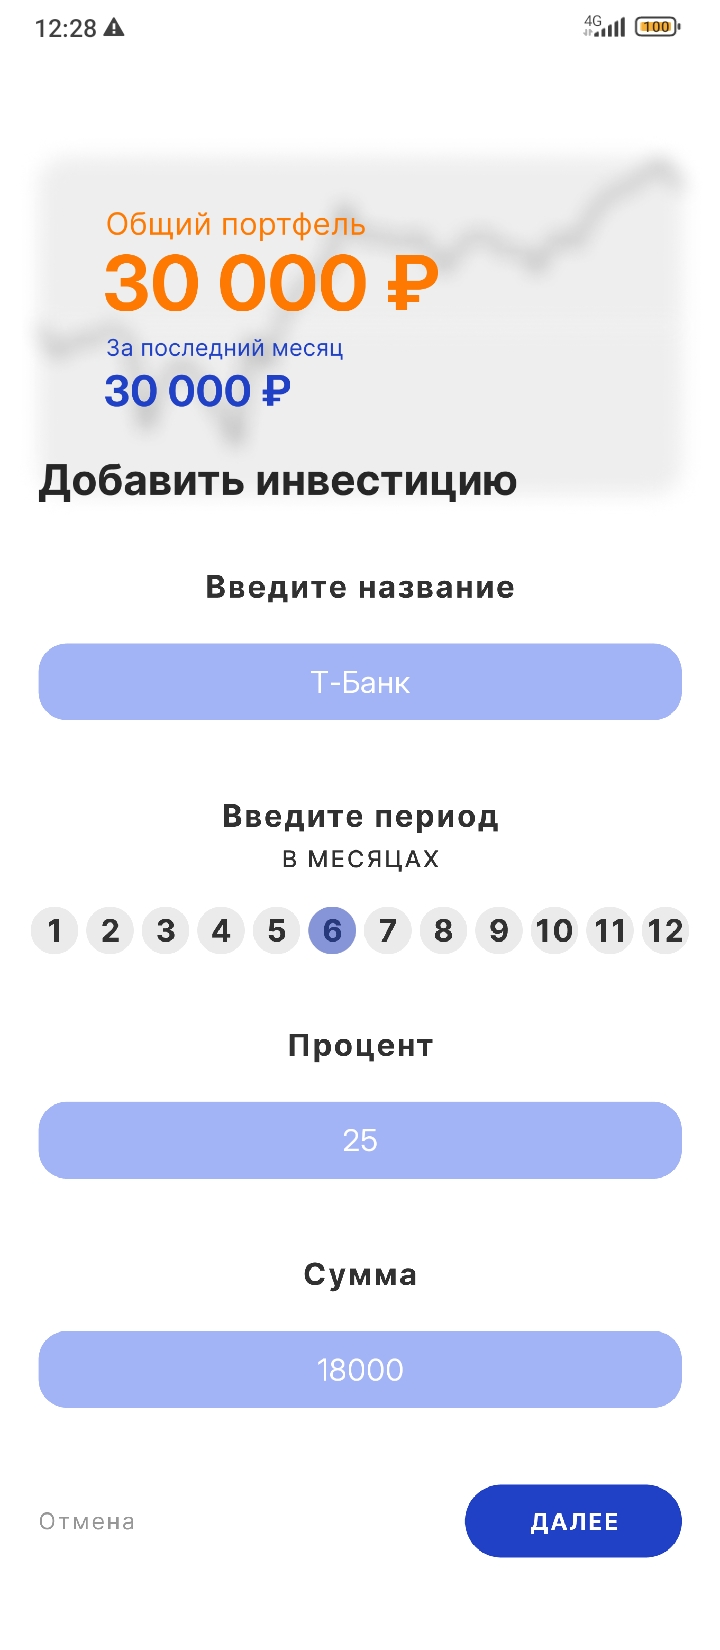 12:28
4G
100
Общий портфель
30 000 ₽
За последний месяц
30 000 ₽
Добавить инвестицию
Введите название
Т-Банк
Введите период
В МЕСЯЦАХ
1 2 3 4 5 6 7 8 9 10 11 12
Процент
25
Сумма
18000
Отмена
ДАЛЕЕ